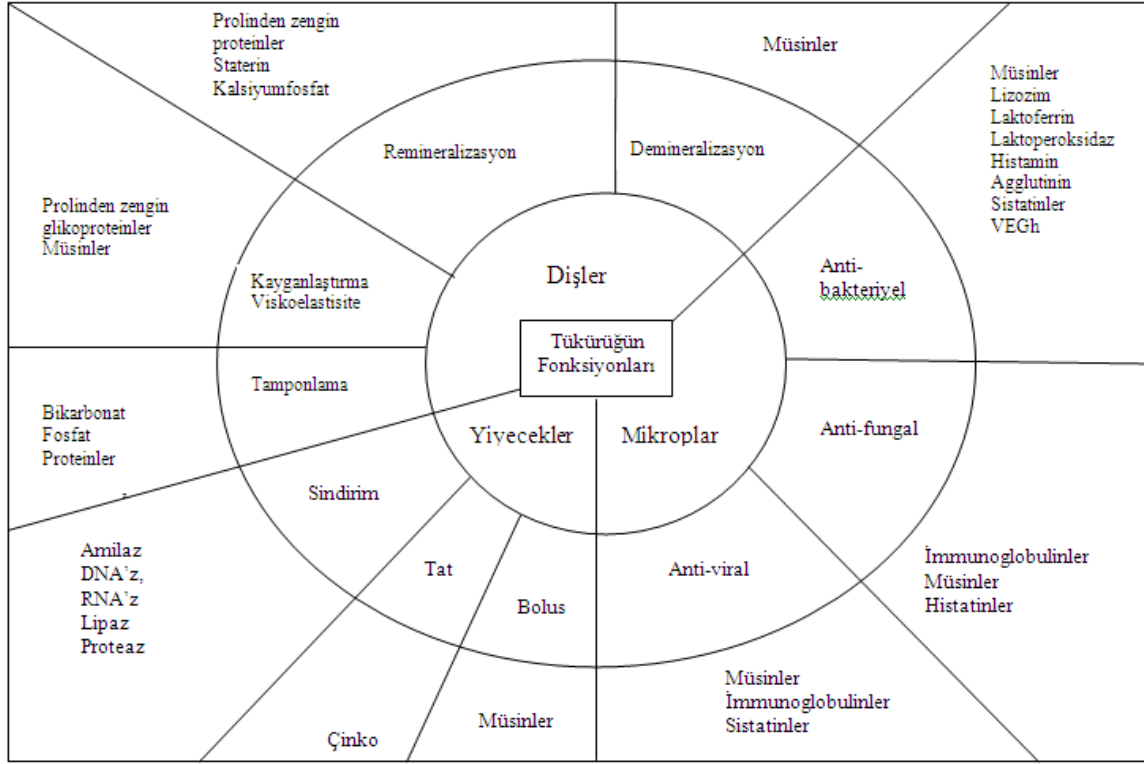 Prolinden zengin
proteinler
Staterin
Kalsiyumfosfat
Müsinler
Müsinler
Lizozim
Laktoferrin
Laktoperoksidaz
Histamin
Agglutinin
Sistatinler
VEGh
Remineralizasyon
Demineralizasyon
Prolinden zengin
glikoproteinler
Müsinler
Kayganlaştırma
Viskoelastisite
Dişler
Anti-
bakteriyel
Tükürüğün
Fonksiyonları
Tamponlama
Bikarbonat
Fosfat
Proteinler
-
Yiyecekler
Mikroplar
Anti-fungal
Sindirim
Amilaz
DNA’z,
RNA’z
Lipaz
Proteaz
Tat
Bolus
Anti-viral
İmmunoglobulinler
Müsinler
Histatinler
Çinko
Müsinler
Müsinler
İmmunoglobulinler
Sistatinler